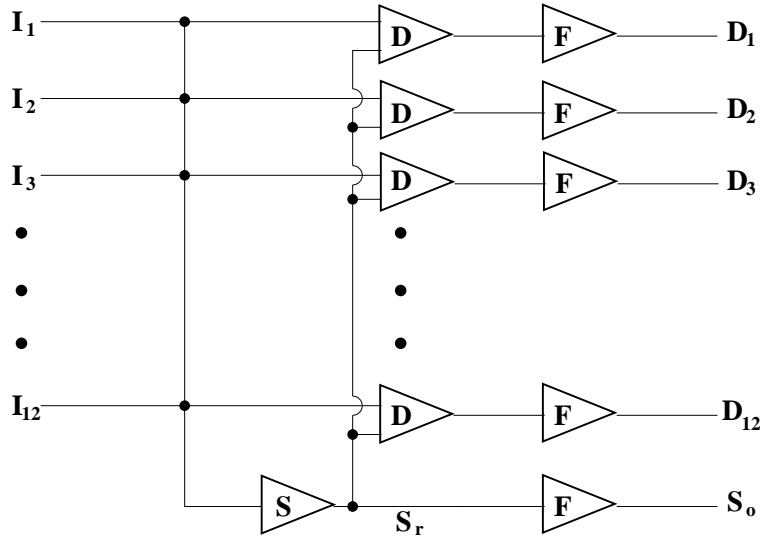 I1 D F D1
I2 D F D2
I3 D F D3
I12 D F D12
S Sr F So